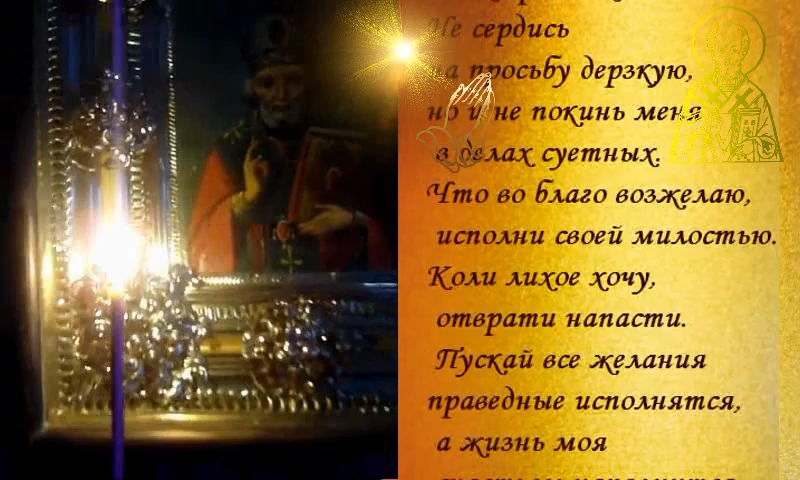 Не сердись
на просьбу дерзкую,
но и не покинь меня
в делах суетных.
Что во благо возжелаю,
исполни своей милостью.
Коли лихое хочу,
отврати напасти.
Пускай все желания
праведные исполнятся,
а жизнь моя